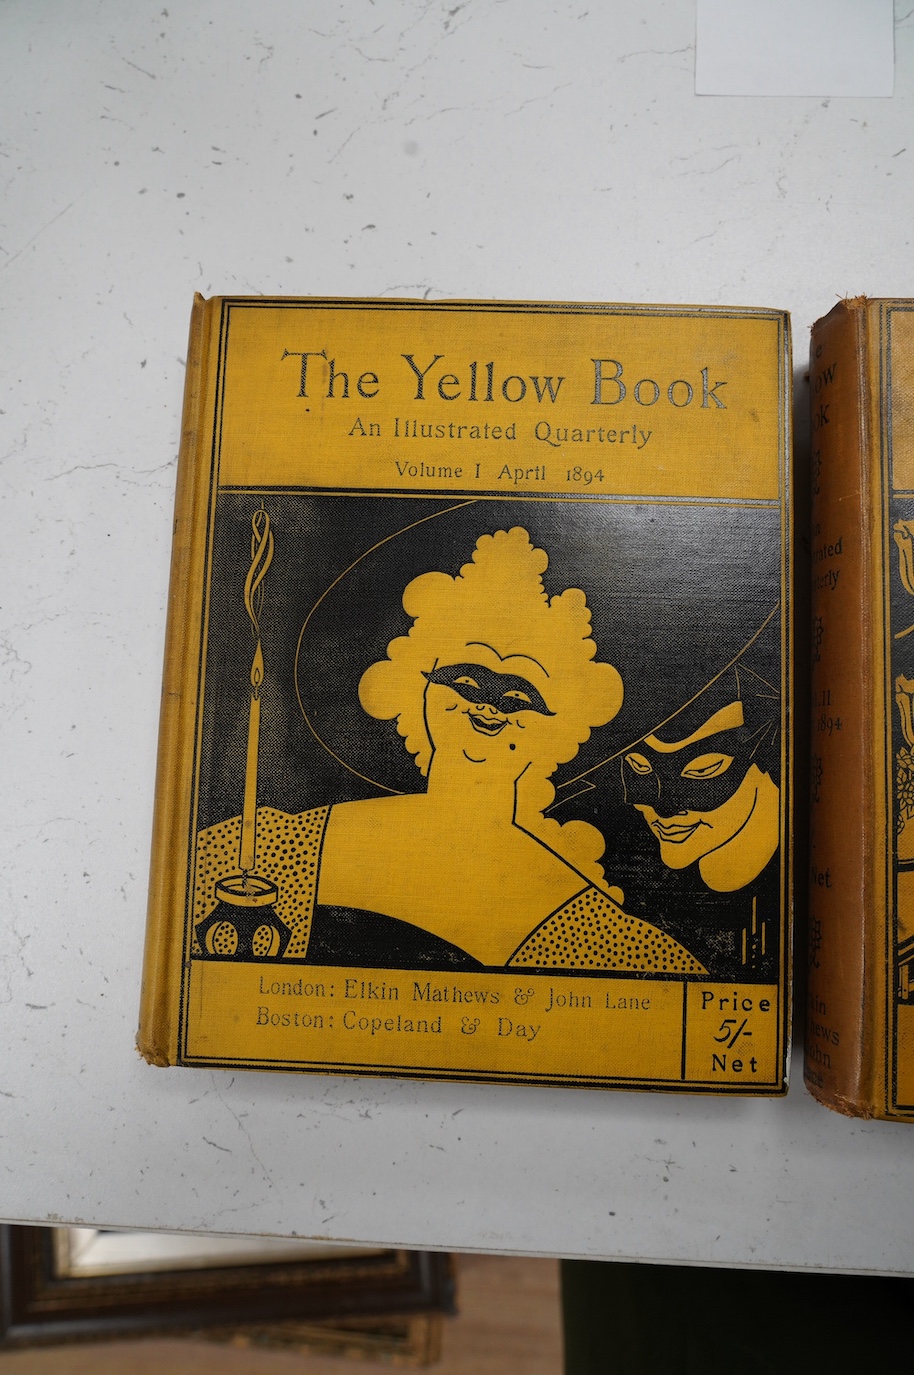 The Yellow Book
An Illustrated Quarterly
Volume I April 1894
London: Elkin Mathews & John Lane
Boston: Copeland & Day
Price
5/-
Net
1894